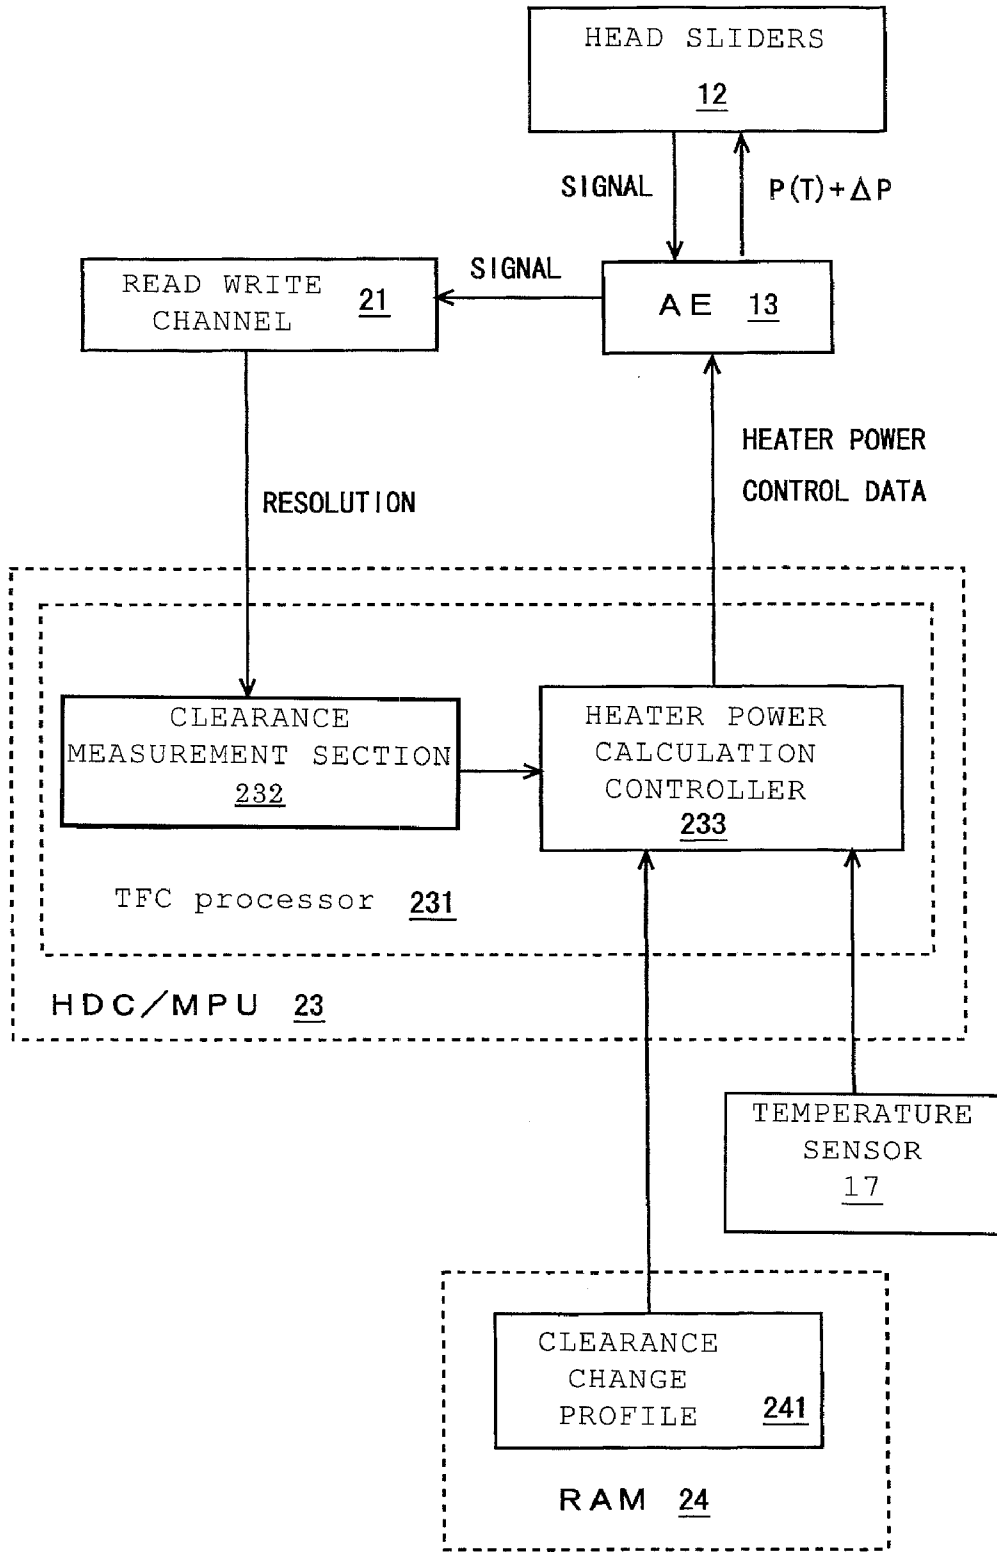 HEAD SLIDERS
12
SIGNAL
P(T)+ΔP
READ WRITE
CHANNEL
21
SIGNAL
AE 13
HEATER POWER
CONTROL DATA
RESOLUTION
CLEARANCE
MEASUREMENT SECTION
232
HEATER POWER
CALCULATION
CONTROLLER
233
TFC processor 231
HDC/MPU 23
TEMPERATURE
SENSOR
17
CLEARANCE
CHANGE
PROFILE
241
RAM 24